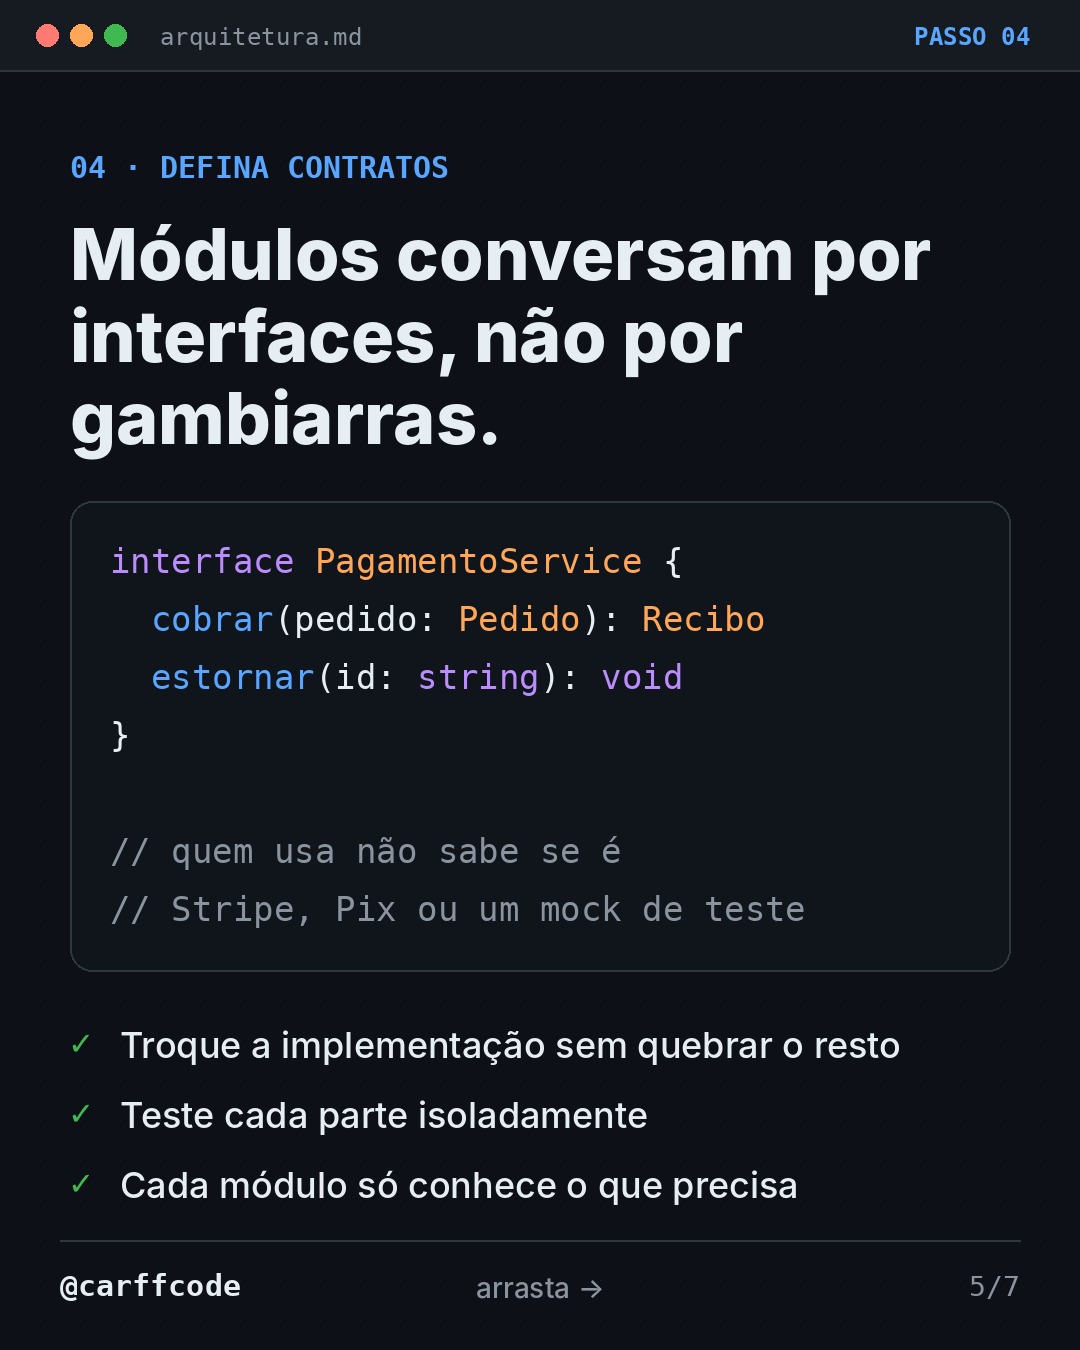 arquitetura.md
PASSO 04
04 · DEFINA CONTRATOS
Módulos conversam por
interfaces, não por
gambiarras.
interface PagamentoService {
  cobrar(pedido: Pedido): Recibo
  estornar(id: string): void
}
// quem usa não sabe se é
// Stripe, Pix ou um mock de teste
✓ Troque a implementação sem quebrar o resto
✓ Teste cada parte isoladamente
✓ Cada módulo só conhece o que precisa
@carffcode
arrasta →
5/7